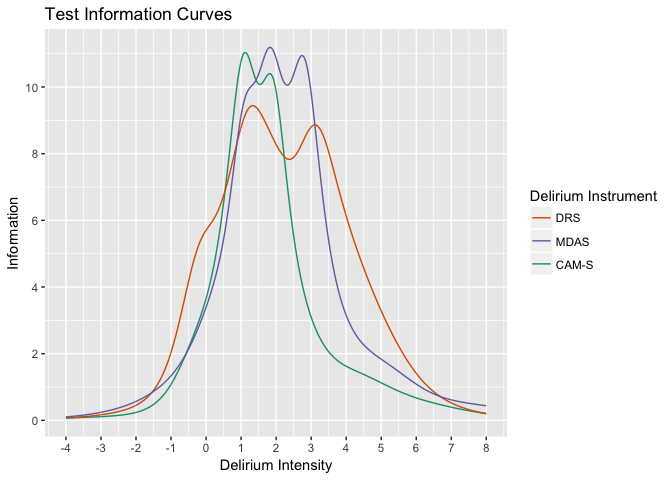 Test Information Curves
Information
10
8
6
4
2
0
-4 -3 -2 -1 0 1 2 3 4 5 6 7 8
Delirium Intensity
Delirium Instrument
DRS
MDAS
CAM-S